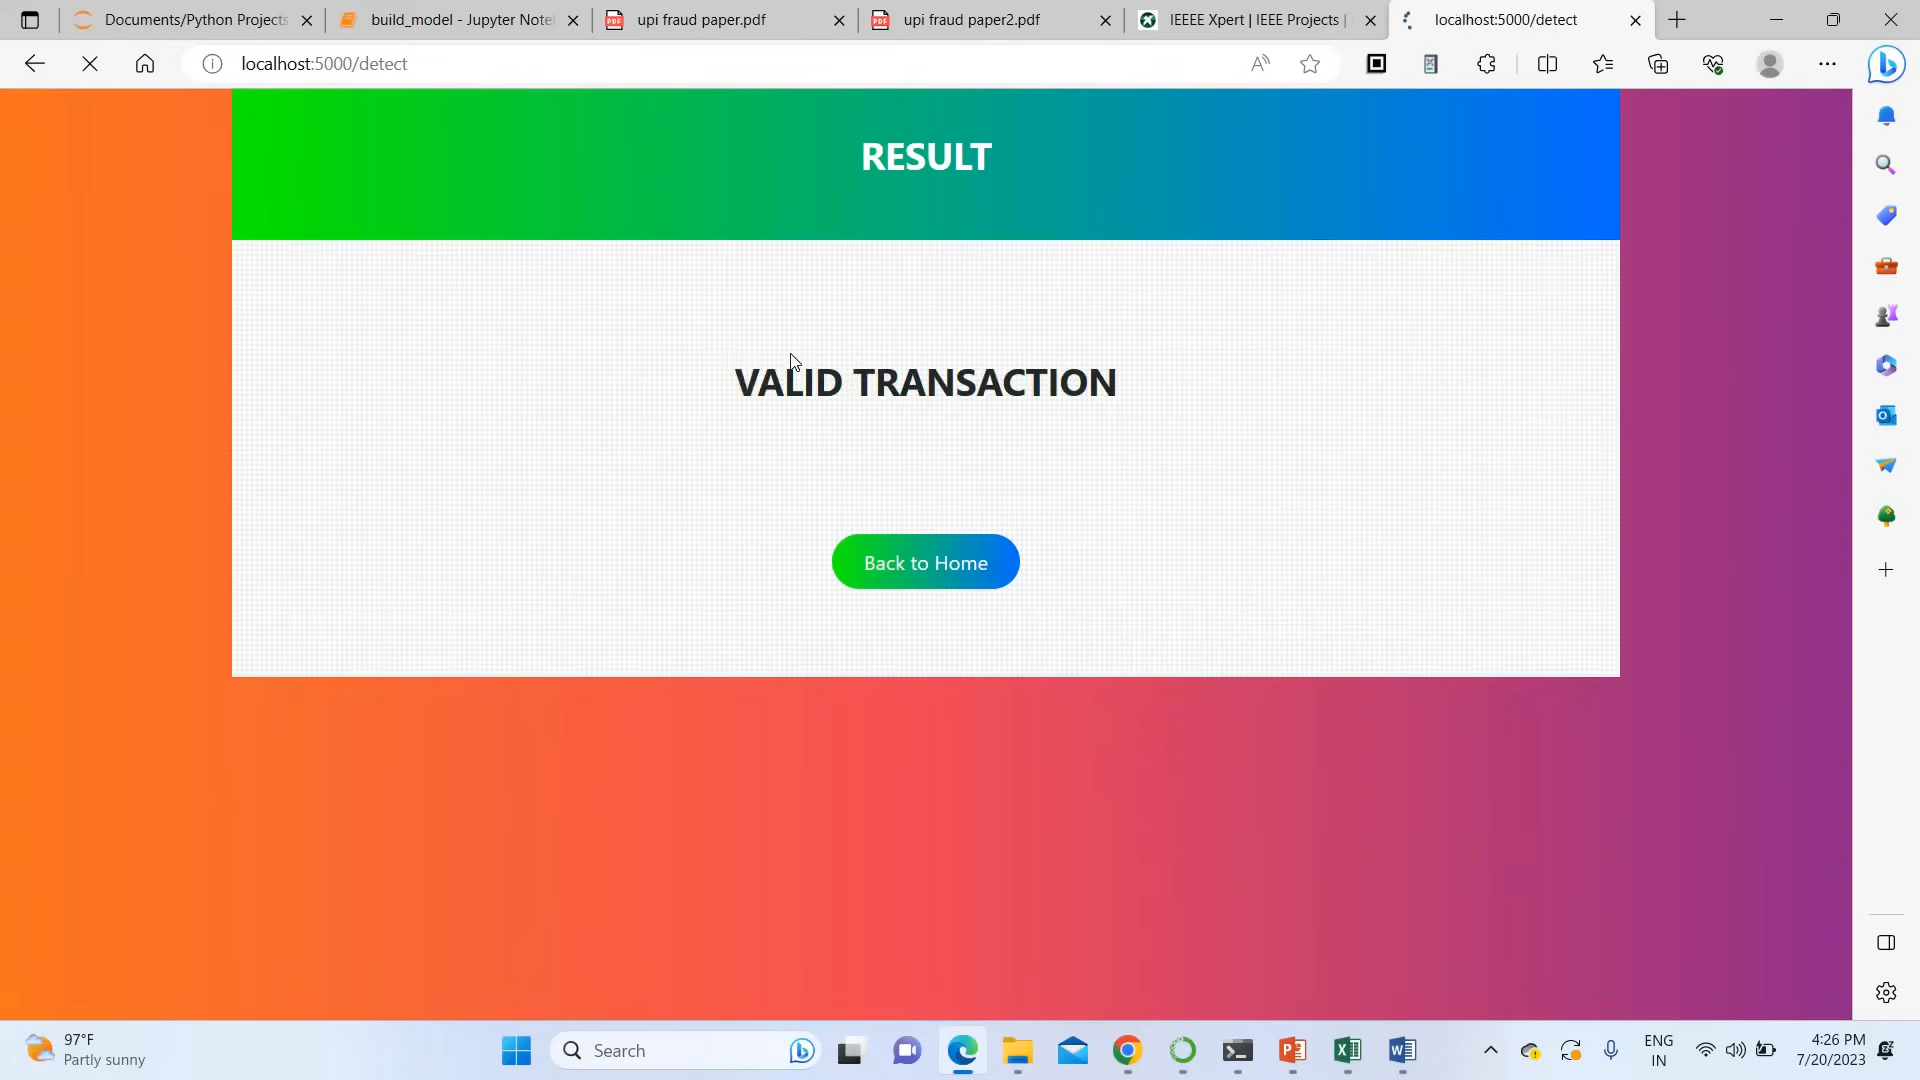 Documents/Python Projects
build_model - Jupyter Note
upi fraud paper.pdf
upi fraud paper2.pdf
IEEEE Xpert | IEEE Projects |
localhost:5000/detect
localhost:5000/detect
RESULT
VALID TRANSACTION
Back to Home
97°F
Partly sunny
Search
ENG
IN
4:26 PM
7/20/2023